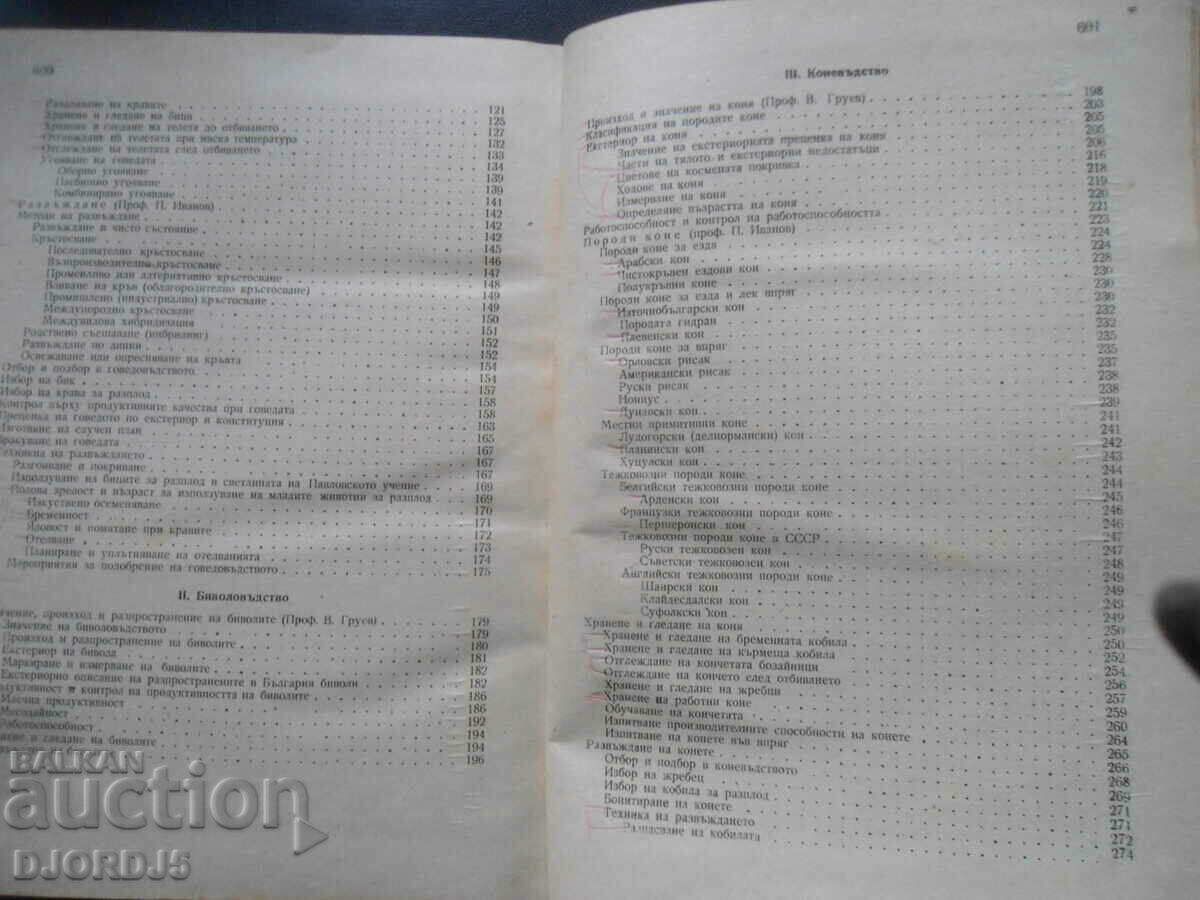 600
Раздояване на кравите 121
Хранене и гледане на бици 125
Хранене и гледане на телета до отбиването 127
Отглеждане на телетата при ниска температура 132
Отглеждане на телетата след отбиването 133
Угояване на говедата 134
Оборно угояване
Пасбищно угояване 139
Комбинирано угояване 139
Развъждане (Проф. П. Иванов) 141
Методи на развъждане 142
Развъждане в чисто състояние 142
Кръстосване 142
Последователно кръстосване 145
Възпроизводително кръстосване 146
Променливо или алтернативно кръстосване 147
Вливане на кръв (облагородително кръстосване) 148
Промишлено (индустриално) кръстосване 149
Международно кръстосване 149
Междувидова хибридизация 150
Родствено съешаване (инбридинг) 151
Развъждане по линии 152
Освежаване или опресняване на кръвта 152
Отбор и подбор в говедовъдството 154
Избор на бик 154
Избор на крава за разплод 157
Контрол върху продуктивните качества при говедата 158
Преценка на говедото по екстериор и конституция 158
Изготвяне на случен план 163
расуване на говедата 165
Техника на развъждането 167
Разгонване и покриване 167
Използуване на биците за разплод в светлината на Павловското учение 169
Полова зрелост и възраст за използуване на младите животни за разплод 169
Изкуствено осеменяване 170
Бременност 171
Яловост и помятане при кравите 172
Отелване 173
Планиране и уплътняване на отелванията 174
Мероприятия за подобрение на говедовъдството 175
II. Биволовъдство
чение, произход и разпространение на биволите (Проф. В. Груев) 179
Значение на биволовъдството 179
Произход и разпространение на биволите 180
Екстериор на бивола 181
Маркиране и измерване на биволите 182
Екстериорно описание на разпространените в България биволи 182
дуктивност и контрол на продуктивността на биволите 186
Млечна продуктивност 186
Месодайност 192
Работоспособност 194
нене и гледане на биволите 194
196
601
III. Коневъдство
Произход и значение на коня (Проф. В. Груев) 198
Класификация на породите коне 203
Екстериор на коня 205
Значение на екстериорната преценка на коня 205
Части на тялото и екстериорни недостатъци 206
Цветове на космената покривка 216
Ходове на коня 218
Измерване на коня 219
Определяне възрастта на коня 220
Работоспособност и контрол на работоспособността 221
Породи коне (проф. П. Иванов) 223
Породи коне за езда 224
Арабски кон 224
Чистокръвен ездови кон 228
Полукръвни коне 230
Породи коне за езда и лек впряг 230
Източнобългарски кон 230
Породата гидран 232
Плевенски кон 232
Породи коне за впряг 235
Орловски рисак 235
Американски рисак 237
Руски рисак 238
Нониус 238
Дунавски кон 239
Местни примитивни коне 241
Лудогорски (делиормански) кон 241
Планински кон 242
Хуцулски кон 243
Тежковозни породи коне 244
Белгийски тежковозни породи коне 244
Арденски кон 245
Французки тежковозни породи коне 246
Першеронски кон 246
Тежковозни породи коне в СССР 247
Руски тежковозен кон 247
Съветски тежковозен кон 248
Английски тежковозни породи коне 249
Шайрски кон 249
Клайдесдалски кон 249
Суфолкски кон 249
Хранене и гледане на коня 250
Хранене и гледане на бременната кобила 250
Хранене и гледане на кърмеща кобила 252
Отглеждане на кончетата бозайници 254
Отглеждане на кончето след отбиването 256
Хранене и гледане на жребци 257
Хранене на работни коне 259
Обучаване на кончетата 260
Изпитване производителните способности на конете 264
Изпитване на конете във впряг 265
Развъждане на конете 266
Отбор и подбор в коневъдството 268
Избор на жребец 269
Избор на кобила за разплод 271
Бонитиране на конете 271
Техника на развъждането 272
Разпасване на кобилата 274
BALKAN
auction
DJORDJ5